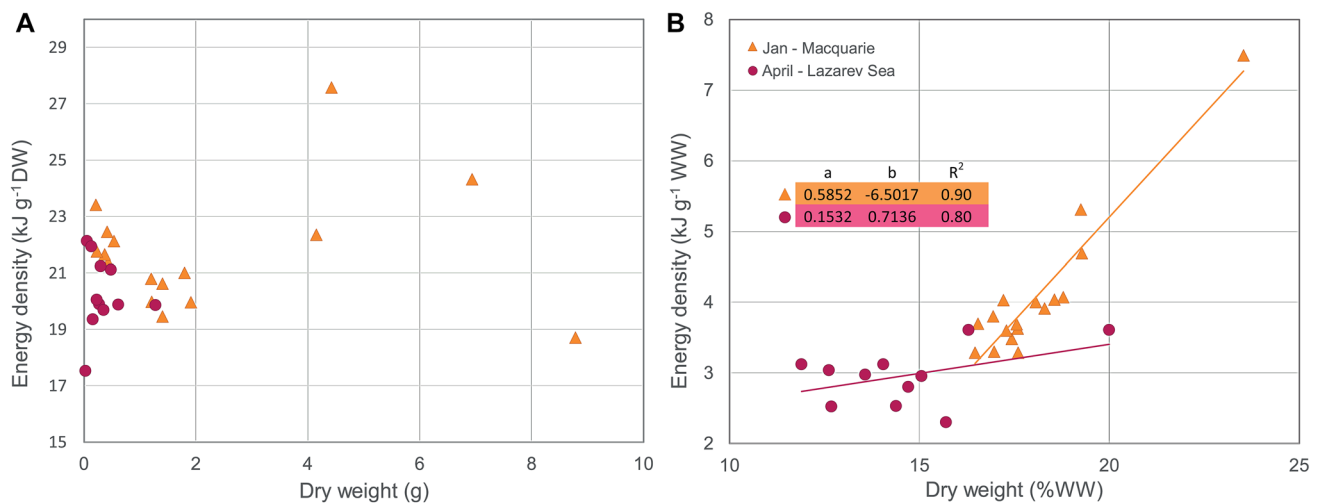 A
Energy density (kJ g⁻¹ DW)
29
27
25
23
21
19
17
15
0 2 4 6 8 10
Dry weight (g)
B
Energy density (kJ g⁻¹ WW)
8
7
6
5
4
3
2
Jan - Macquarie
April - Lazarev Sea
a b R²
0.5852 -6.5017 0.90
0.1532 0.7136 0.80
10 15 20 25
Dry weight (%WW)